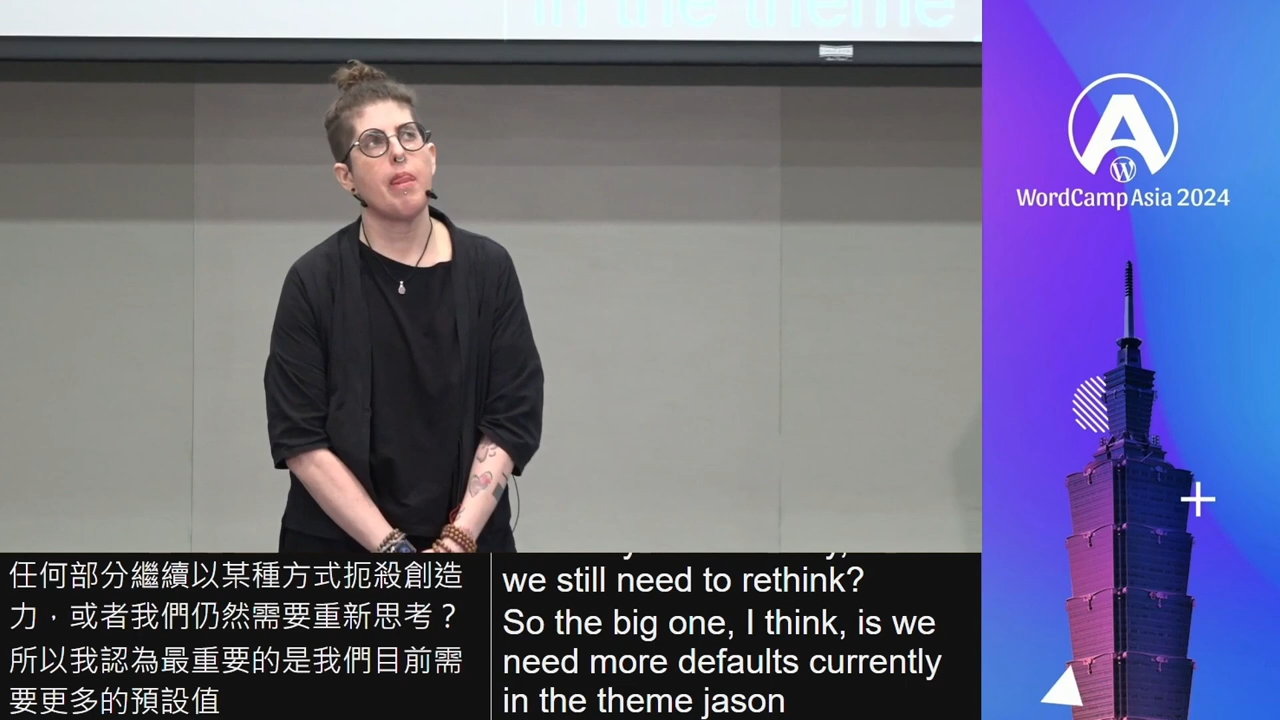 in the theme
WordCamp Asia 2024
任何部分繼續以某種方式扼殺創造
力，或者我們仍然需要重新思考？
所以我認為最重要的是我們目前需
要更多的預設值
we still need to rethink?
So the big one, I think, is we
need more defaults currently
in the theme jason